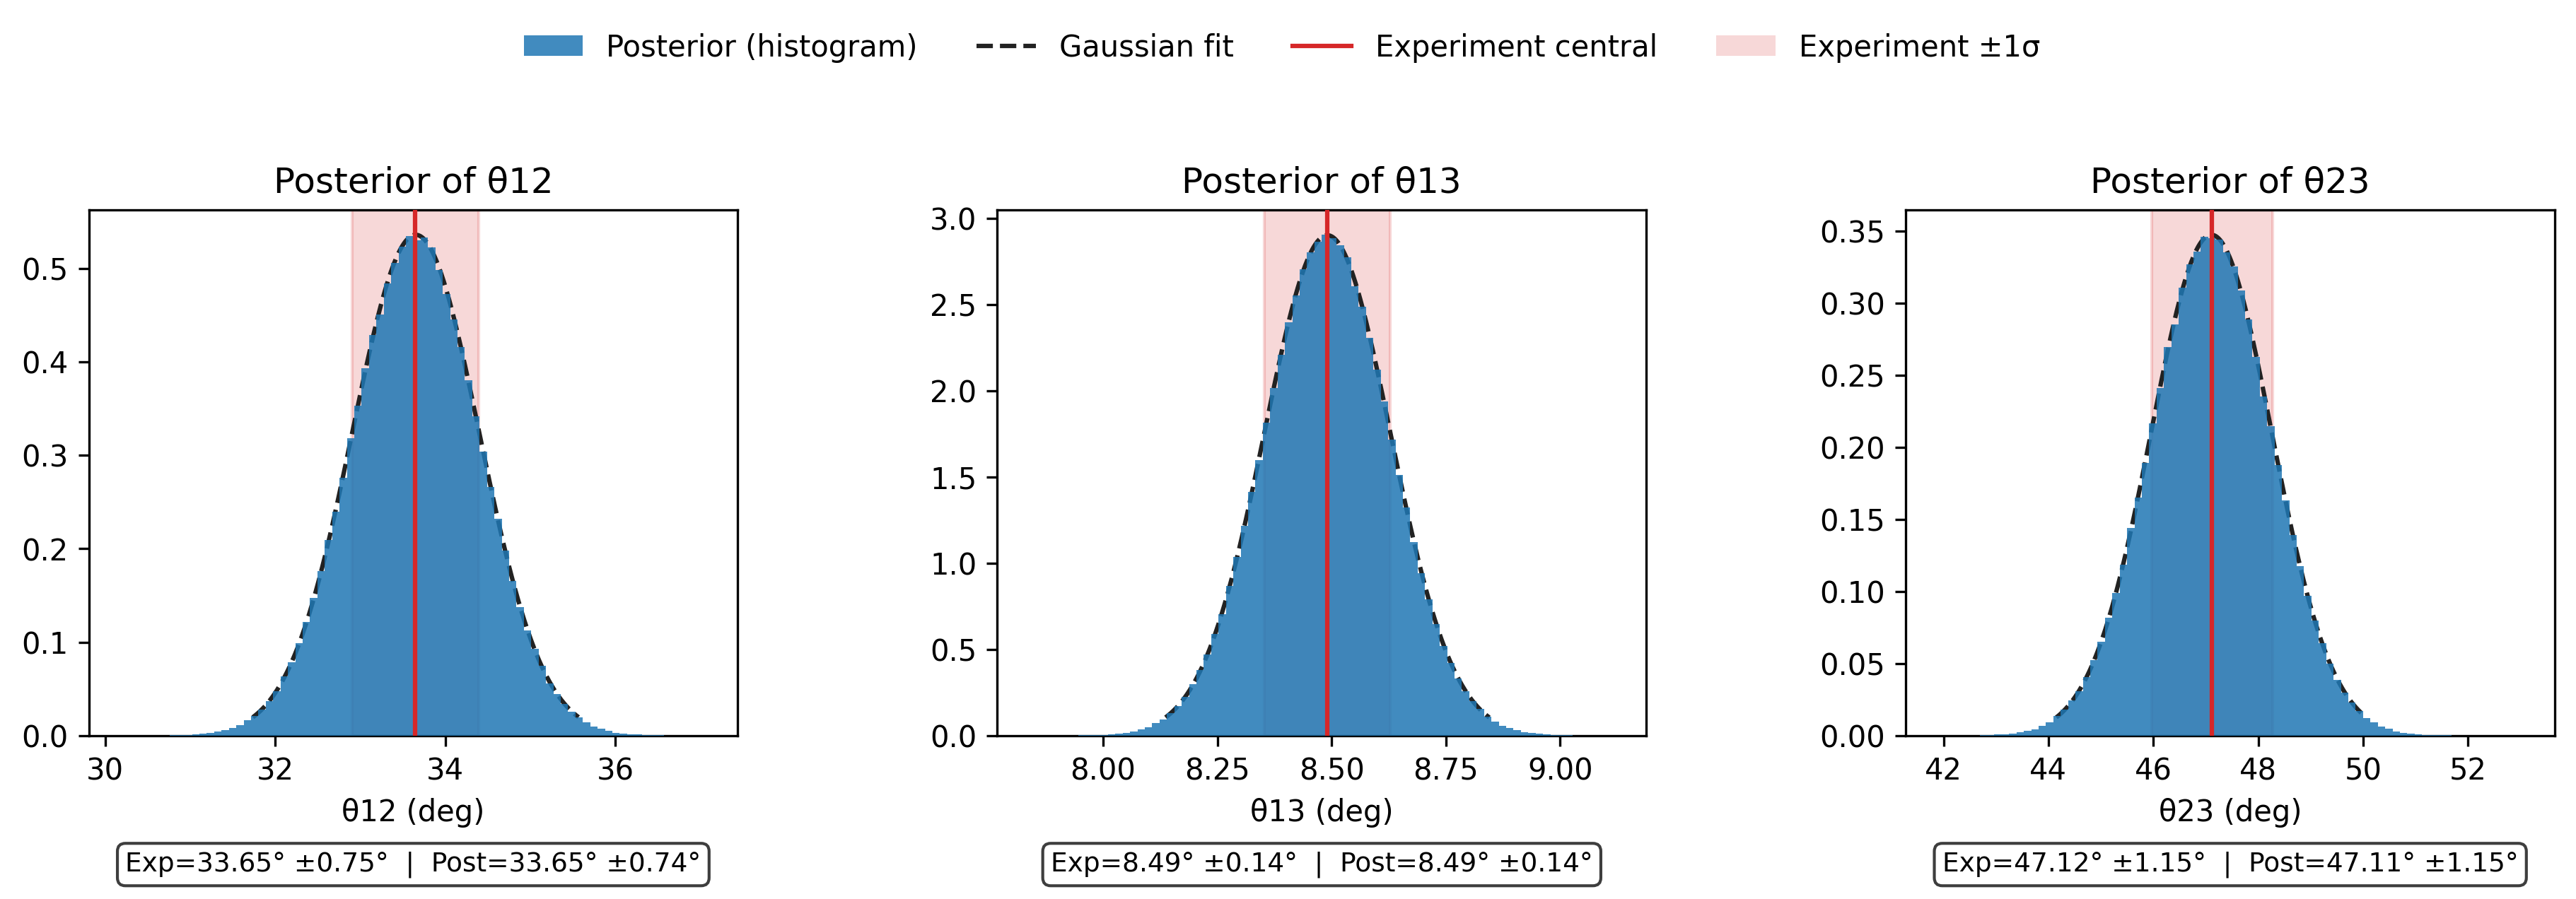 Posterior (histogram)
Gaussian fit
Experiment central
Experiment ±1σ
Posterior of θ12
0.5
0.4
0.3
0.2
0.1
0.0
30 32 34 36
θ12 (deg)
Exp=33.65° ±0.75° | Post=33.65° ±0.74°
Posterior of θ13
3.0
2.5
2.0
1.5
1.0
0.5
0.0
8.00 8.25 8.50 8.75 9.00
θ13 (deg)
Exp=8.49° ±0.14° | Post=8.49° ±0.14°
Posterior of θ23
0.35
0.30
0.25
0.20
0.15
0.10
0.05
0.00
42 44 46 48 50 52
θ23 (deg)
Exp=47.12° ±1.15° | Post=47.11° ±1.15°